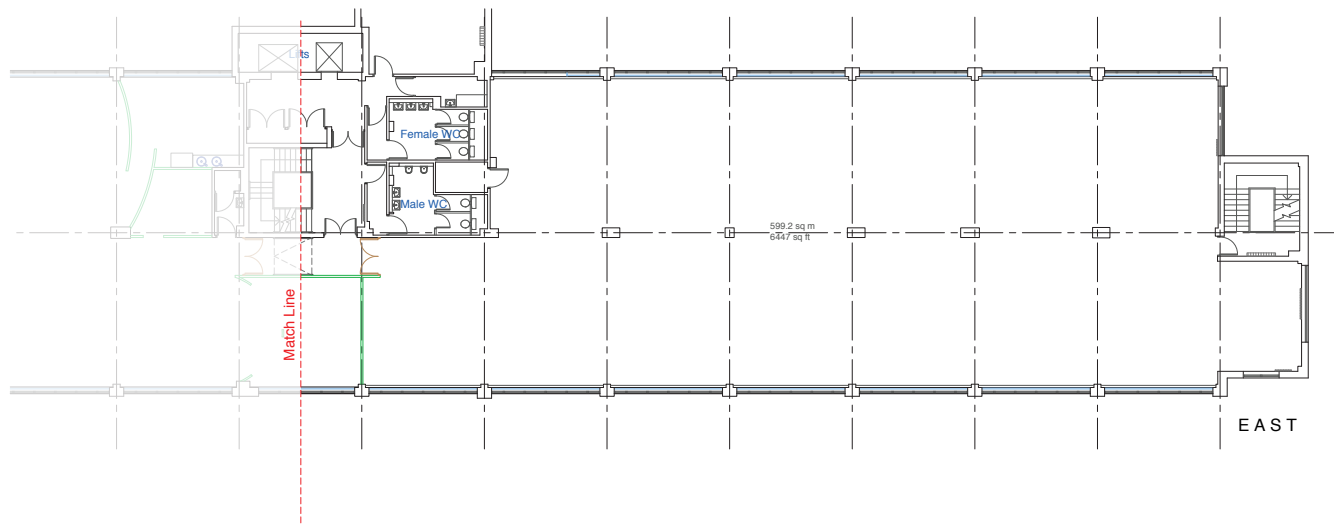 Lifts
Female WC
Male WC
599.2 sq m
6447 sq ft
Match Line
EAST